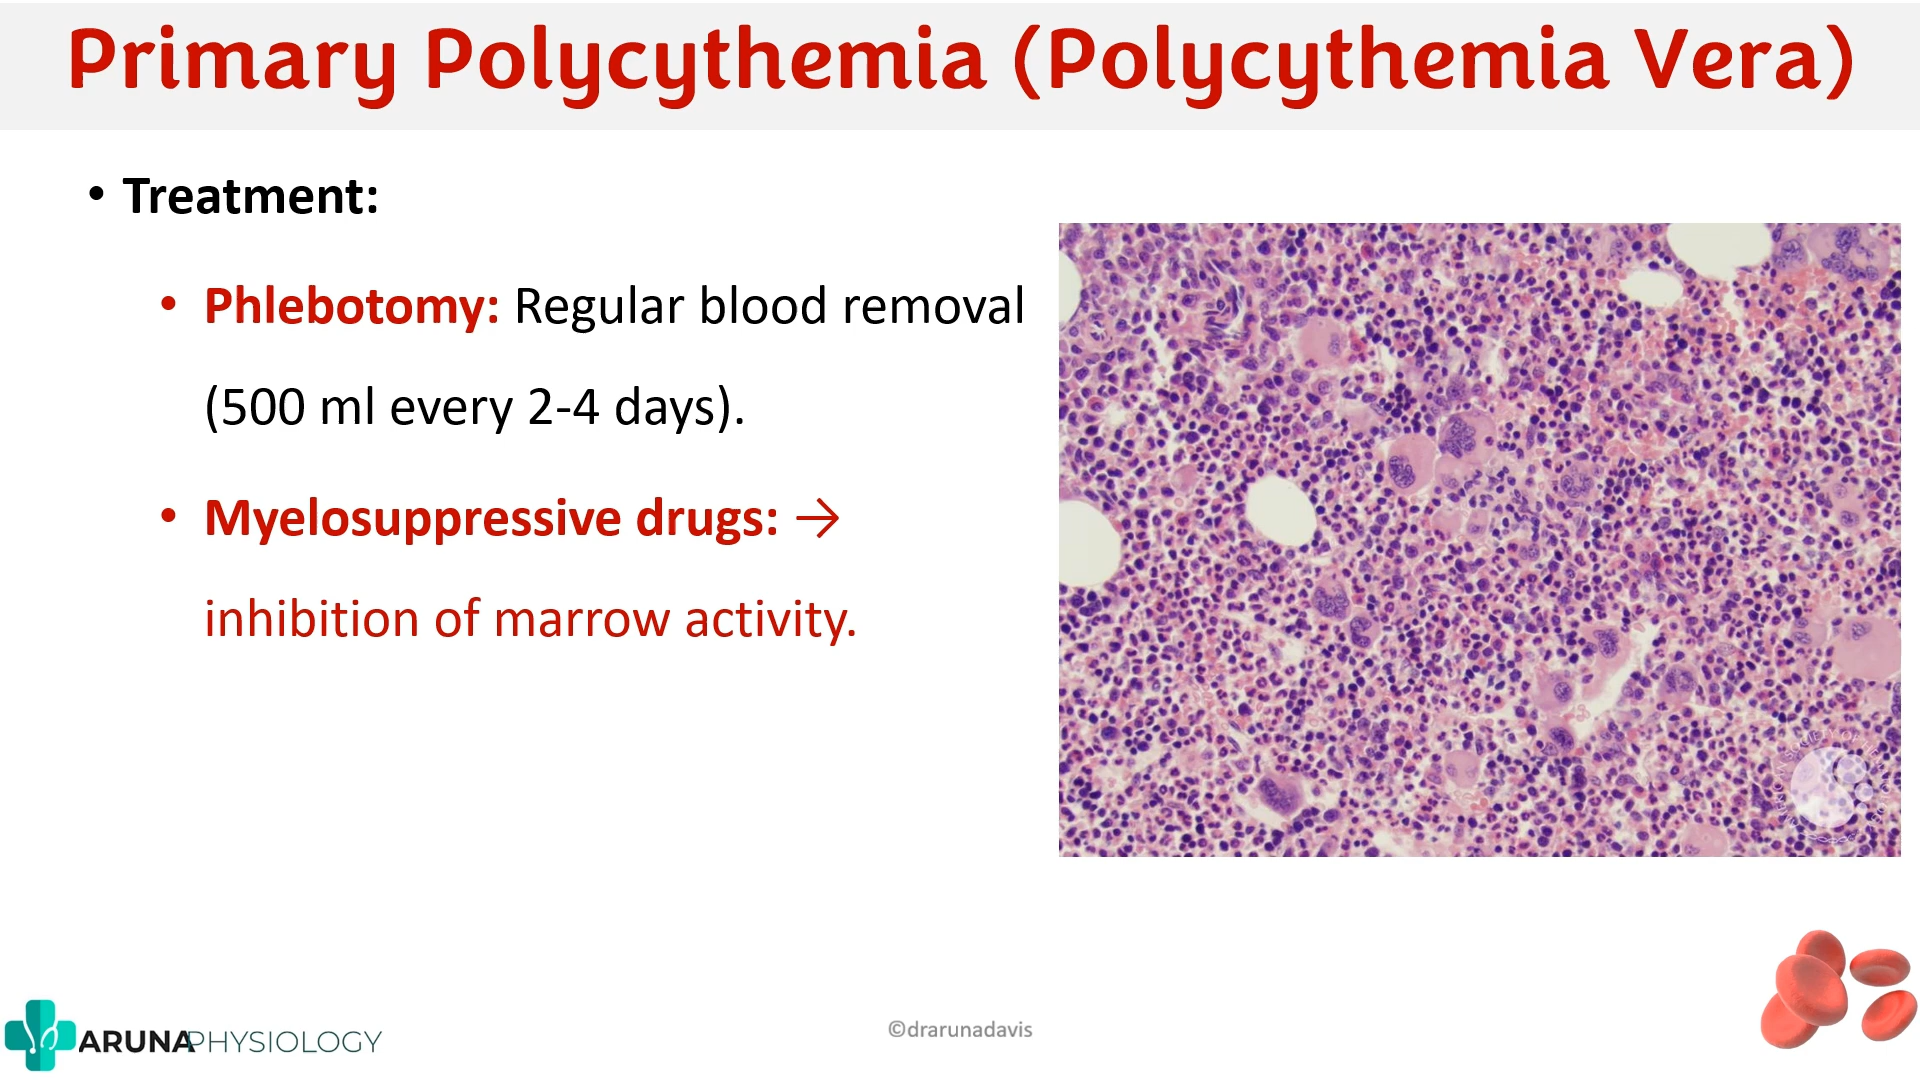 Primary Polycythemia (Polycythemia Vera)
• Treatment:
• Phlebotomy: Regular blood removal
(500 ml every 2-4 days).
• Myelosuppressive drugs: →
inhibition of marrow activity.
ARUNAPHYSIOLOGY
©drarunadavis